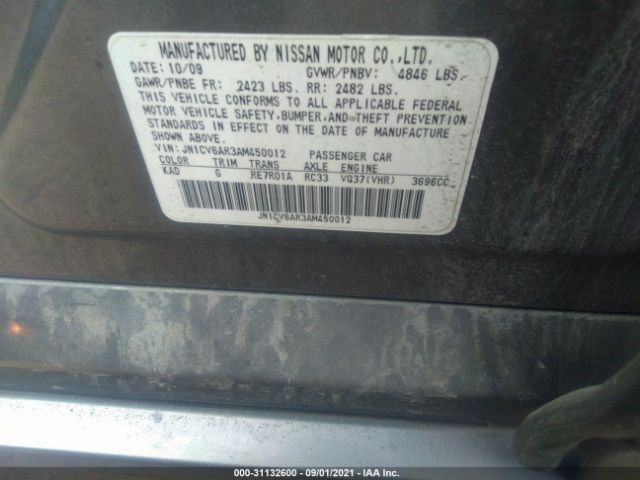 MANUFACTURED BY NISSAN MOTOR CO.,LTD.
DATE: 10/09 GVWR/PNBV: 4846 LBS.
GAWR/PNBE FR: 2423 LBS. RR: 2482 LBS.
THIS VEHICLE CONFORMS TO ALL APPLICABLE FEDERAL
MOTOR VEHICLE SAFETY,BUMPER,AND THEFT PREVENTION
STANDARDS IN EFFECT ON THE DATE OF MANUFACTURE
SHOWN ABOVE.
VIN: JN1CV6AR3AM450012 PASSENGER CAR
COLOR TRIM TRANS AXLE ENGINE
KAD G RE7R01A RC33 VQ37(VHR) 3696CC
JN1CV6AR3AM450012
000-31132600 - 09/01/2021 - IAA Inc.